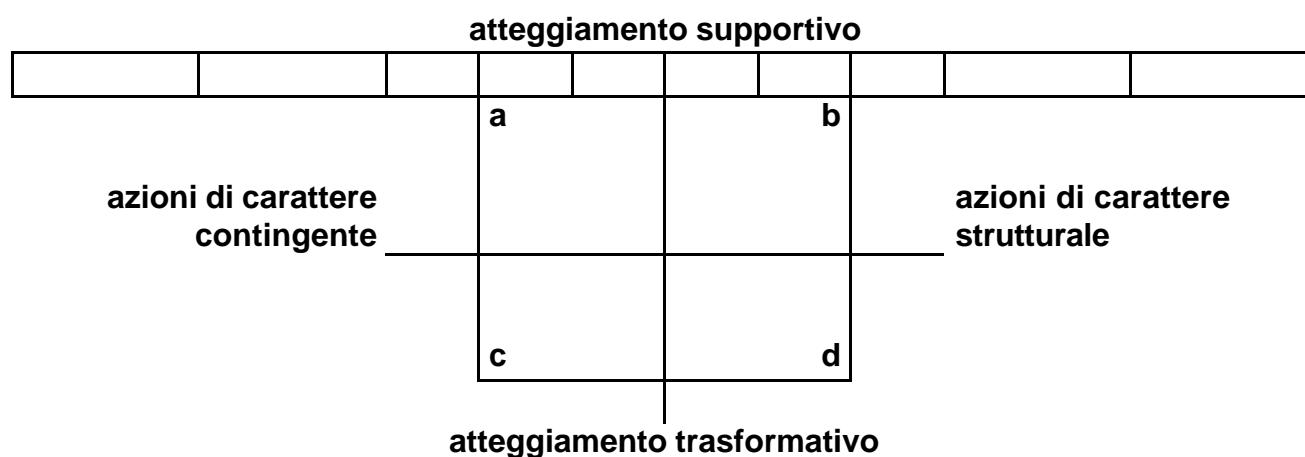 atteggiamento supportivo
a
b
azioni di carattere
contingente
azioni di carattere
strutturale
c
d
atteggiamento trasformativo